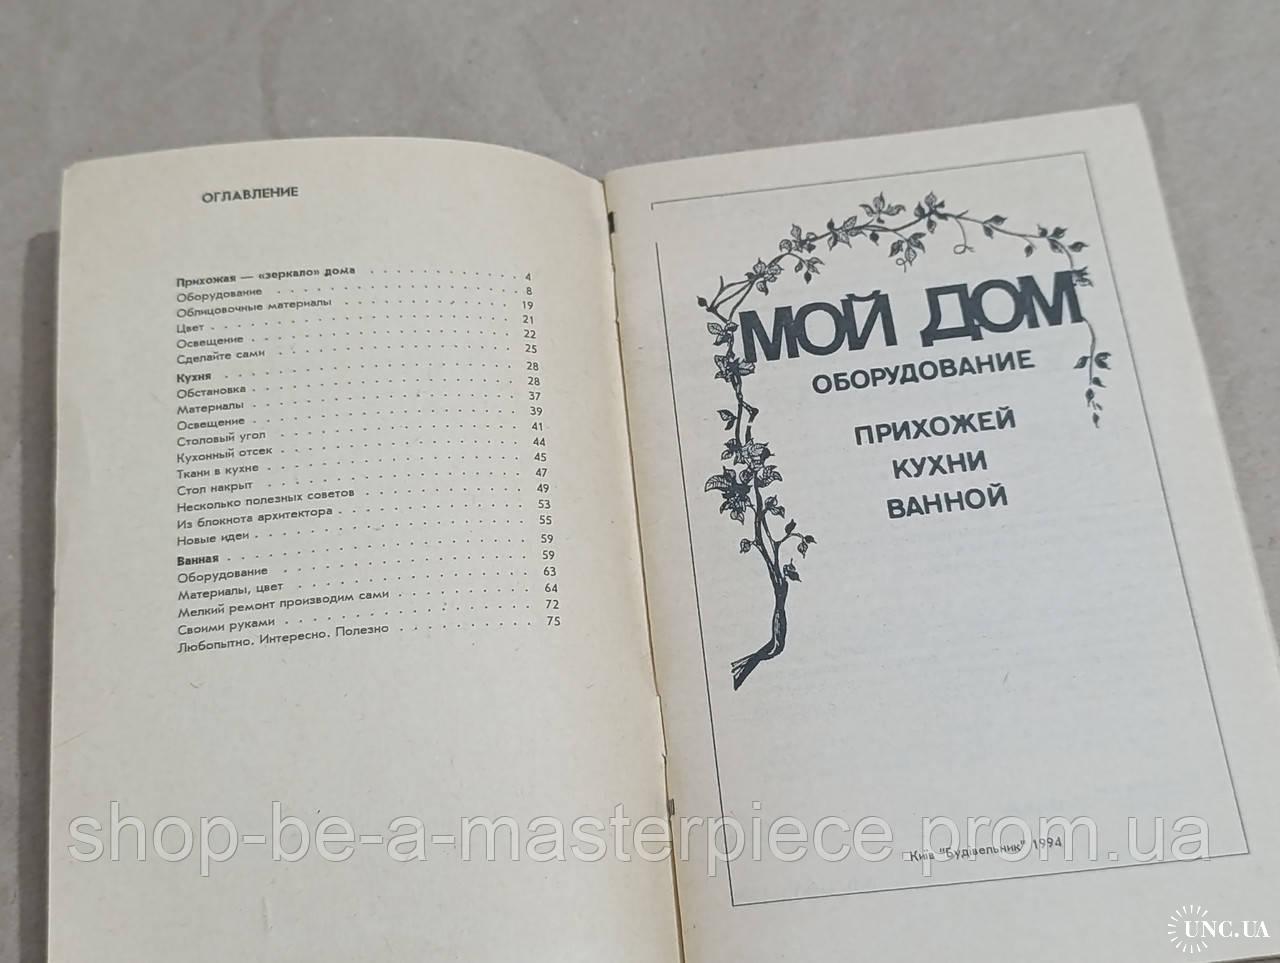 ОГЛАВЛЕНИЕ
Прихожая — «зеркало» дома 4
Оборудование 8
Облицовочные материалы 19
Цвет 21
Освещение 22
Сделайте сами 25
Кухня 28
Обстановка 28
Материалы 37
Освещение 39
Столовый угол 41
Кухонный отсек 44
Ткани в кухне 45
Стол накрыт 47
Несколько полезных советов 49
Из блокнота архитектора 53
Новые идеи 55
Ванная 59
Оборудование 59
Материалы, цвет 63
Мелкий ремонт производим сами 64
Своими руками 72
Любопытно. Интересно. Полезно 75
МОЙ ДОМ
ОБОРУДОВАНИЕ
ПРИХОЖЕЙ
КУХНИ
ВАННОЙ
Київ "Будівельник" 1994
shop-be-a-masterpiece.prom.ua
UNC.UA